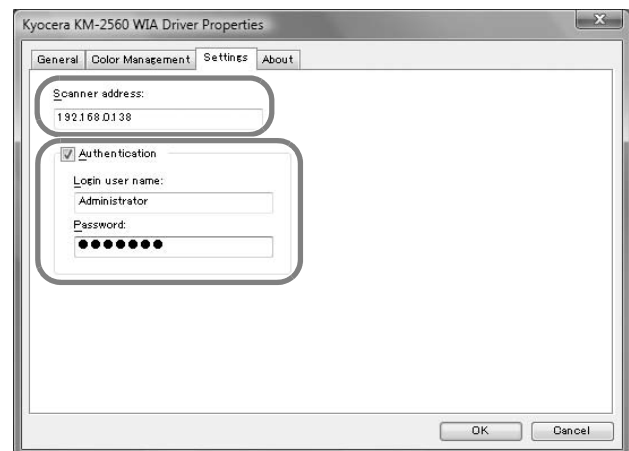 Kyocera KM-2560 WIA Driver Properties
General Color Management Settings About
Scanner address:
192.168.0.138
Authentication
Login user name:
Administrator
Password:
●●●●●●●
OK Cancel